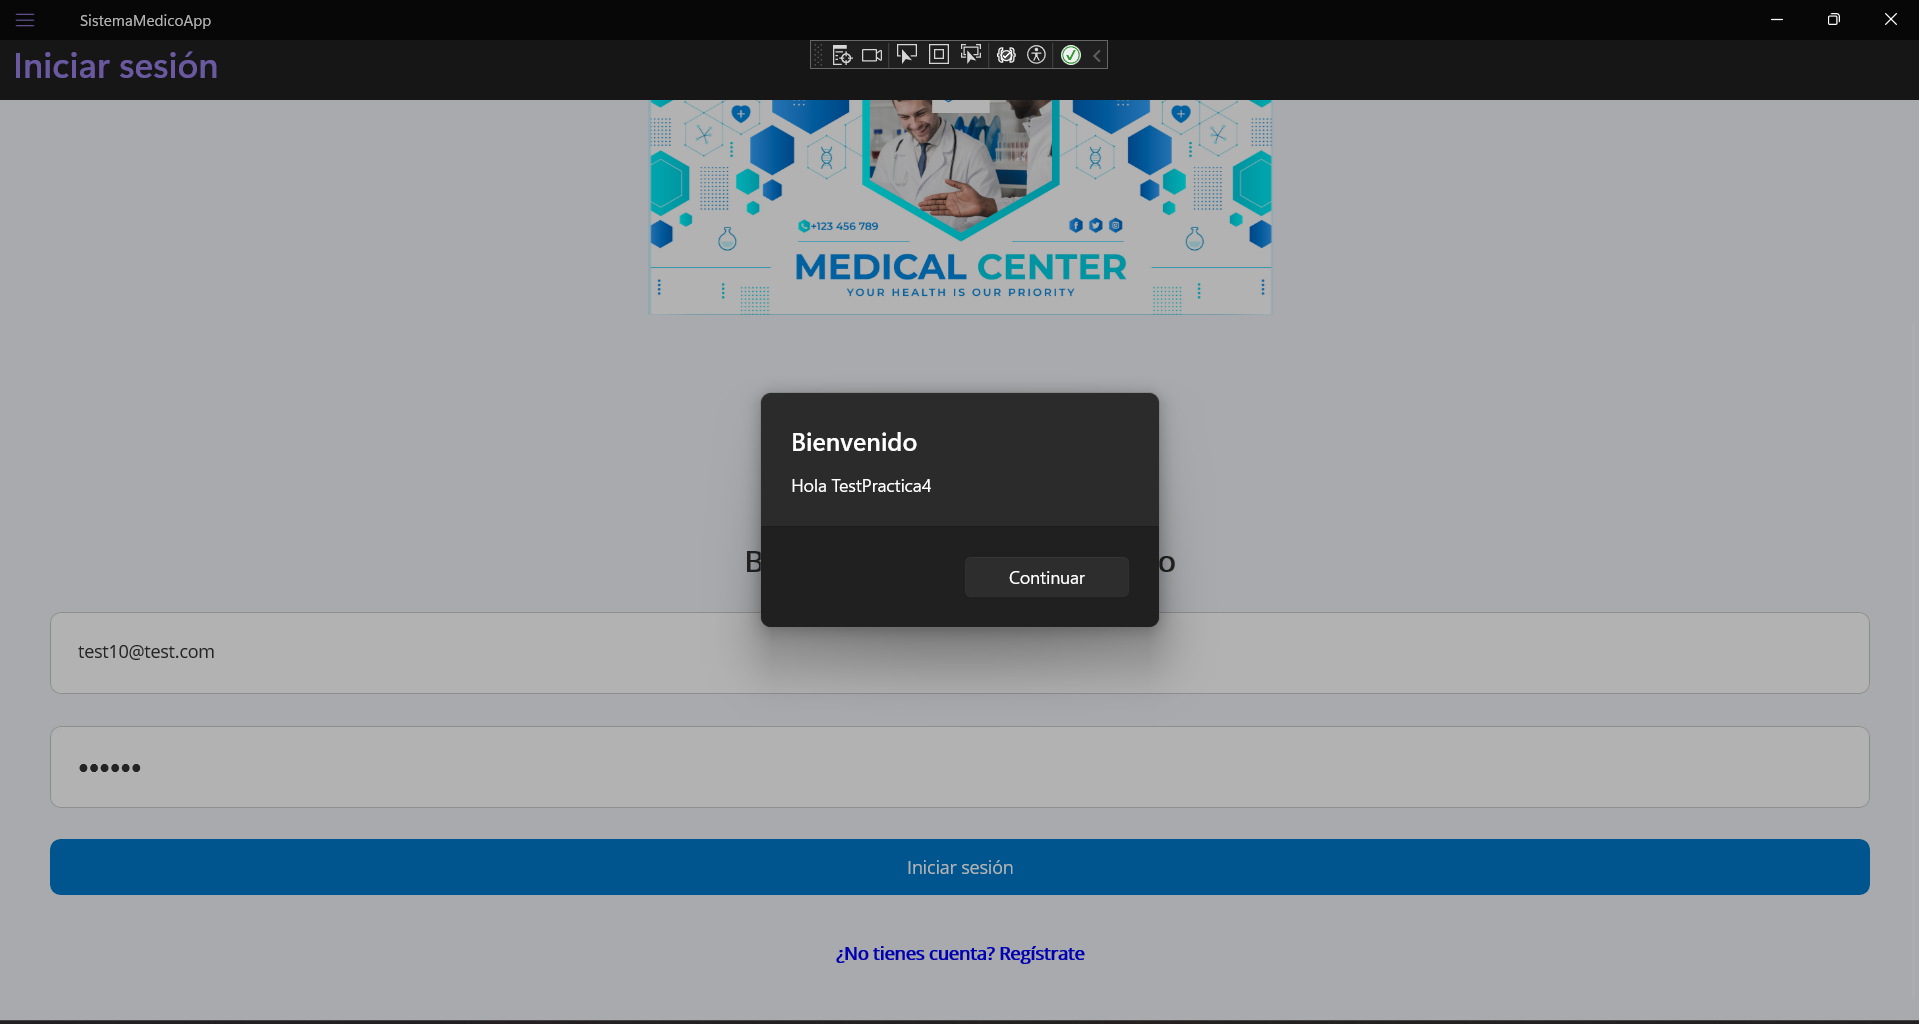 SistemaMedicoApp
Iniciar sesión
+123 456 789
MEDICAL CENTER
YOUR HEALTH IS OUR PRIORITY
Bienvenido
Hola TestPractica4
Continuar
test10@test.com
••••••
Iniciar sesión
¿No tienes cuenta? Regístrate